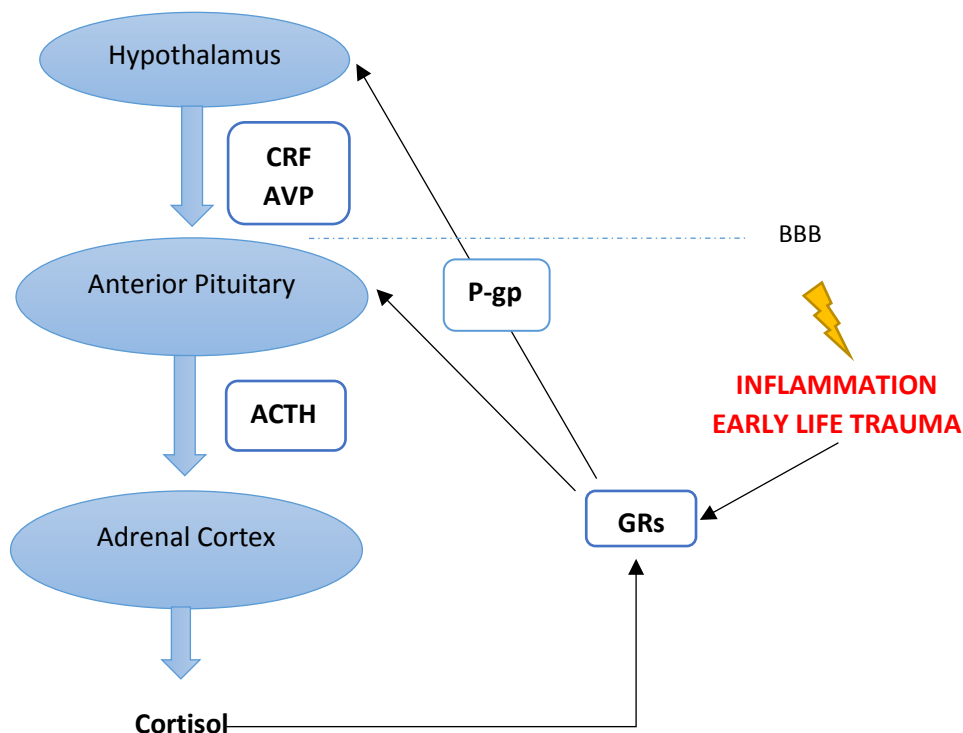 Hypothalamus
CRF
AVP
BBB
Anterior Pituitary
P-gp
INFLAMMATION
EARLY LIFE TRAUMA
ACTH
GRs
Adrenal Cortex
Cortisol